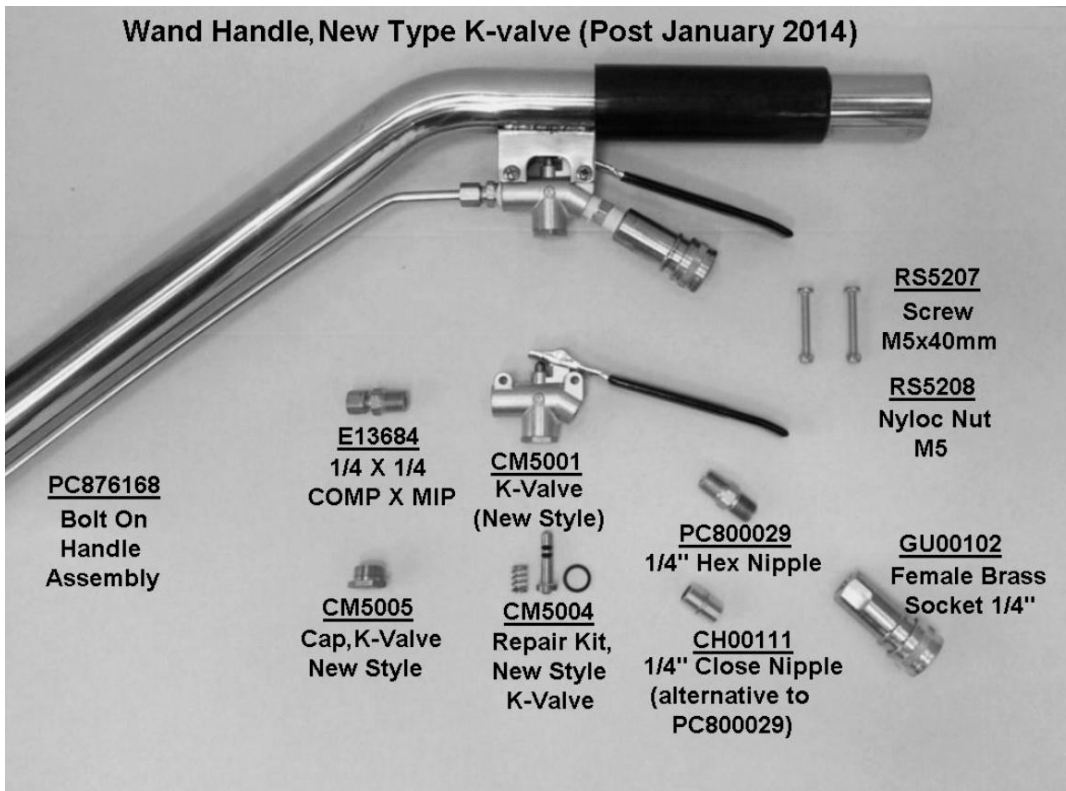 Wand Handle, New Type K-valve (Post January 2014)
RS5207
Screw
M5x40mm
RS5208
Nyloc Nut
M5
E13684
1/4 X 1/4
COMP X MIP
CM5001
K-Valve
(New Style)
PC876168
Bolt On
Handle
Assembly
PC800029
1/4" Hex Nipple
GU00102
Female Brass
Socket 1/4"
CM5005
Cap,K-Valve
New Style
CM5004
Repair Kit,
New Style
K-Valve
CH00111
1/4" Close Nipple
(alternative to
PC800029)